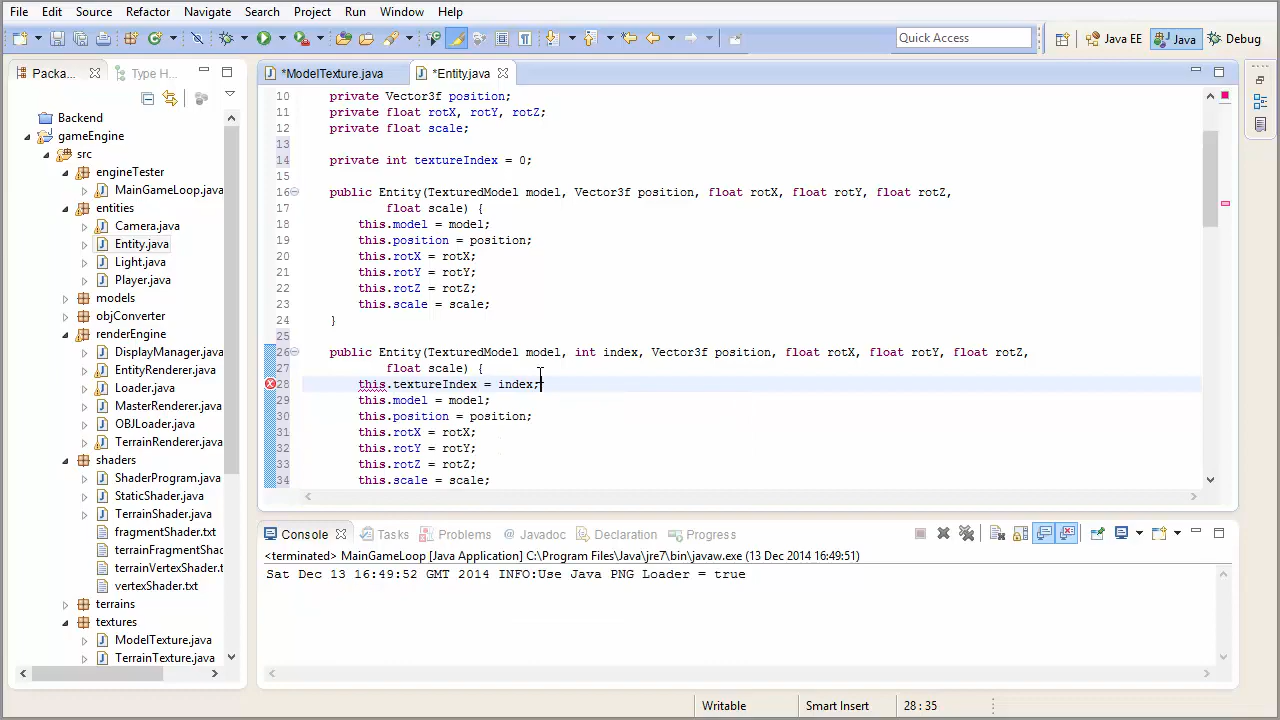 File Edit Source Refactor Navigate Search Project Run Window Help
Quick Access
Java EE
Java
Debug
Packa...
Type H...
*ModelTexture.java
*Entity.java
Backend
gameEngine
src
engineTester
MainGameLoop.java
entities
Camera.java
Entity.java
Light.java
Player.java
models
objConverter
renderEngine
DisplayManager.java
EntityRenderer.java
Loader.java
MasterRenderer.java
OBJLoader.java
TerrainRenderer.java
shaders
ShaderProgram.java
StaticShader.java
TerrainShader.java
fragmentShader.txt
terrainFragmentShac
terrainVertexShader.t
vertexShader.txt
terrains
textures
ModelTexture.java
TerrainTexture.java
10 private Vector3f position;
11 private float rotX, rotY, rotZ;
12 private float scale;
13
14 private int textureIndex = 0;
15
16 public Entity(TexturedModel model, Vector3f position, float rotX, float rotY, float rotZ,
17 float scale) {
18 this.model = model;
19 this.position = position;
20 this.rotX = rotX;
21 this.rotY = rotY;
22 this.rotZ = rotZ;
23 this.scale = scale;
24 }
25
26 public Entity(TexturedModel model, int index, Vector3f position, float rotX, float rotY, float rotZ,
27 float scale) {
28 this.textureIndex = index;
29 this.model = model;
30 this.position = position;
31 this.rotX = rotX;
32 this.rotY = rotY;
33 this.rotZ = rotZ;
34 this.scale = scale;
Console Tasks Problems @ Javadoc Declaration Progress
<terminated> MainGameLoop [Java Application] C:\Program Files\Java\jre7\bin\javaw.exe (13 Dec 2014 16:49:51)
Sat Dec 13 16:49:52 GMT 2014 INFO:Use Java PNG Loader = true
Writable
Smart Insert
28 : 35